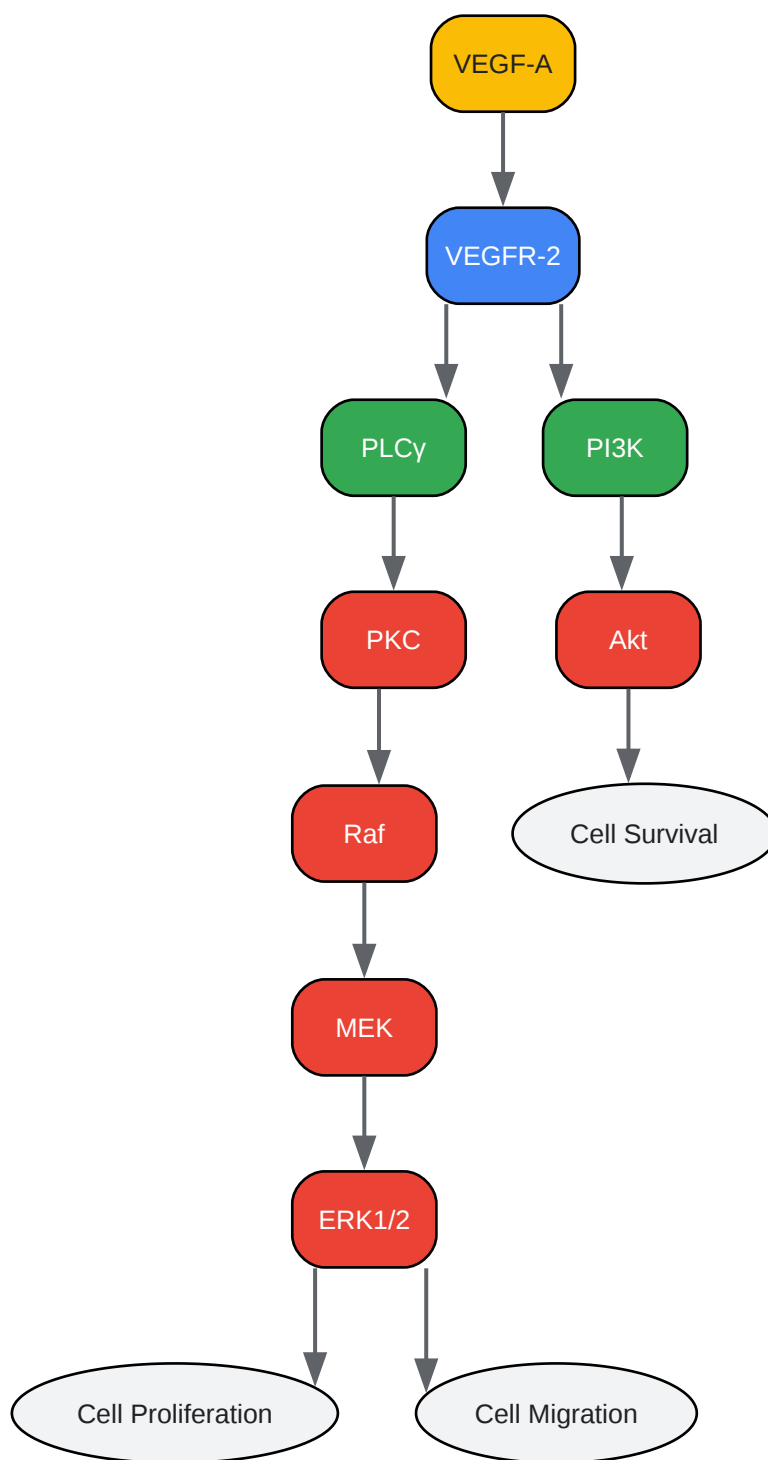 VEGF-A
VEGFR-2
PLCγ
PI3K
PKC
Akt
Raf
Cell Survival
MEK
ERK1/2
Cell Proliferation
Cell Migration